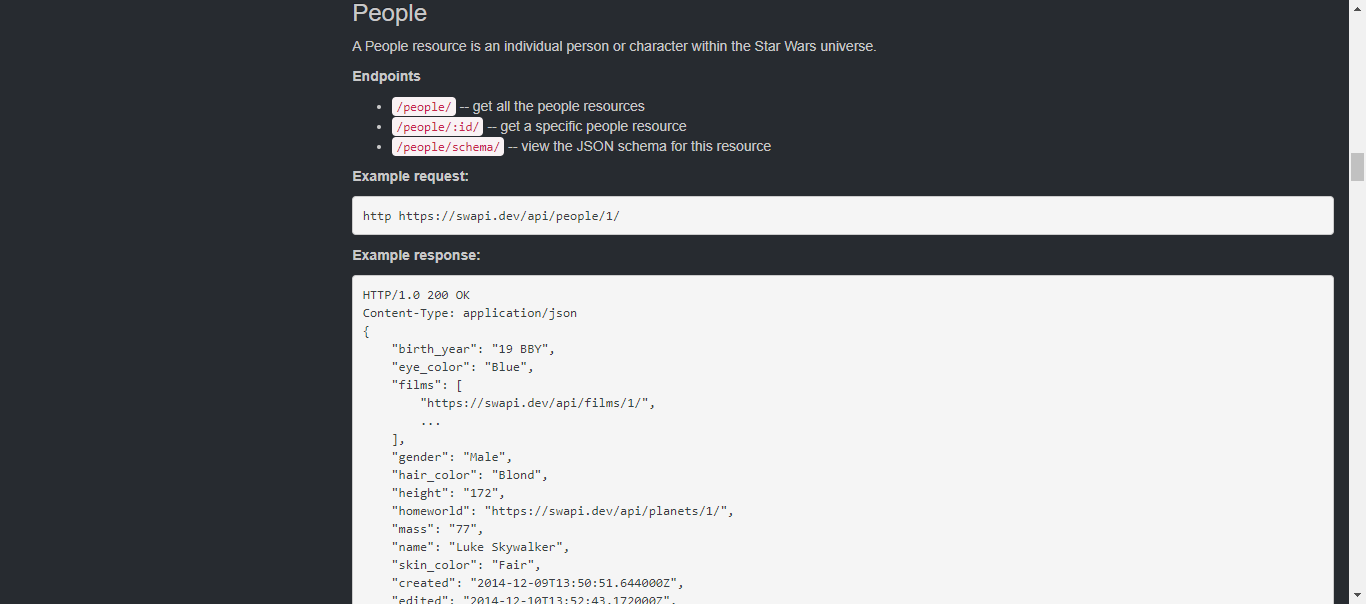 People
A People resource is an individual person or character within the Star Wars universe.
Endpoints
• /people/ -- get all the people resources
• /people/:id/ -- get a specific people resource
• /people/schema/ -- view the JSON schema for this resource
Example request:
http https://swapi.dev/api/people/1/
Example response:
HTTP/1.0 200 OK
Content-Type: application/json
{
    "birth_year": "19 BBY",
    "eye_color": "Blue",
    "films": [
        "https://swapi.dev/api/films/1/",
        ...
    ],
    "gender": "Male",
    "hair_color": "Blond",
    "height": "172",
    "homeworld": "https://swapi.dev/api/planets/1/",
    "mass": "77",
    "name": "Luke Skywalker",
    "skin_color": "Fair",
    "created": "2014-12-09T13:50:51.644000Z",
    "edited": "2014-12-10T13:52:43.172000Z",